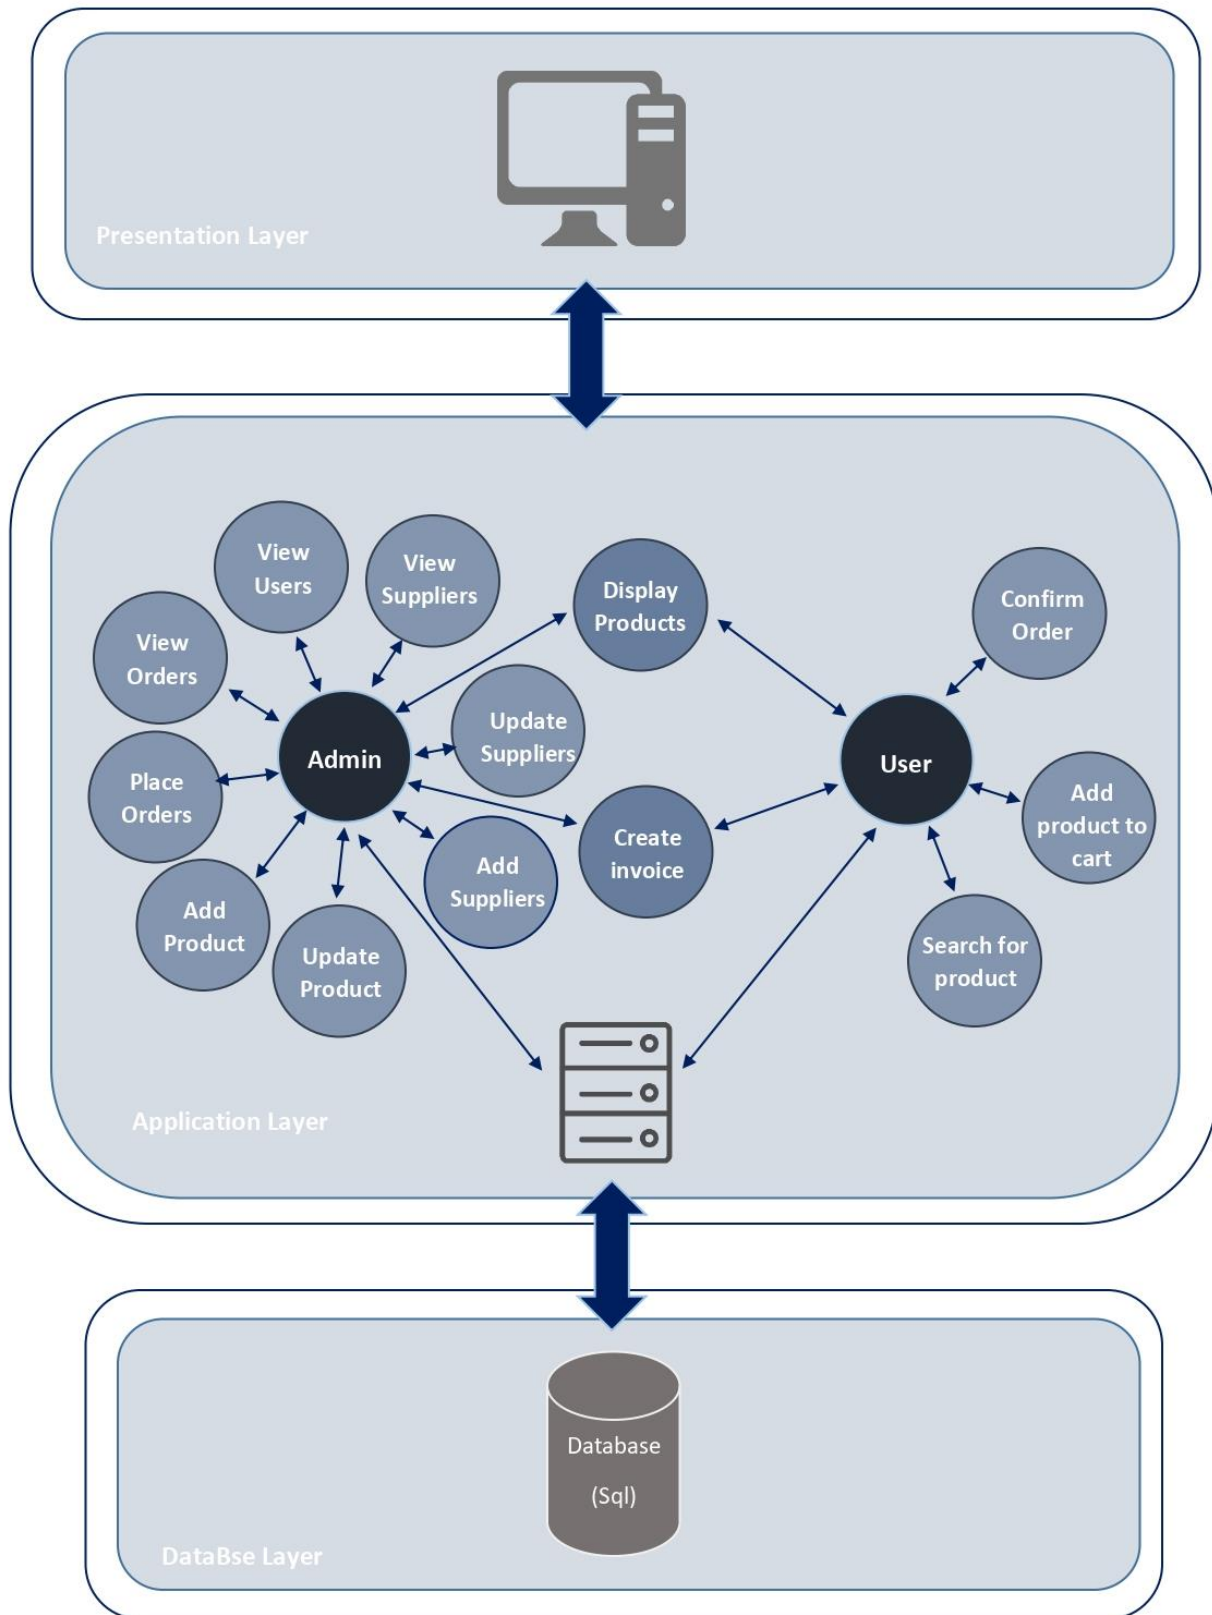 Presentation Layer
View
Users
View
Suppliers
Display
Products
Confirm
Order
View
Orders
Update
Suppliers
Admin
User
Place
Orders
Add
product to
cart
Create
invoice
Add
Suppliers
Add
Product
Update
Product
Search for
product
Application Layer
Database
(Sql)
DataBse Layer